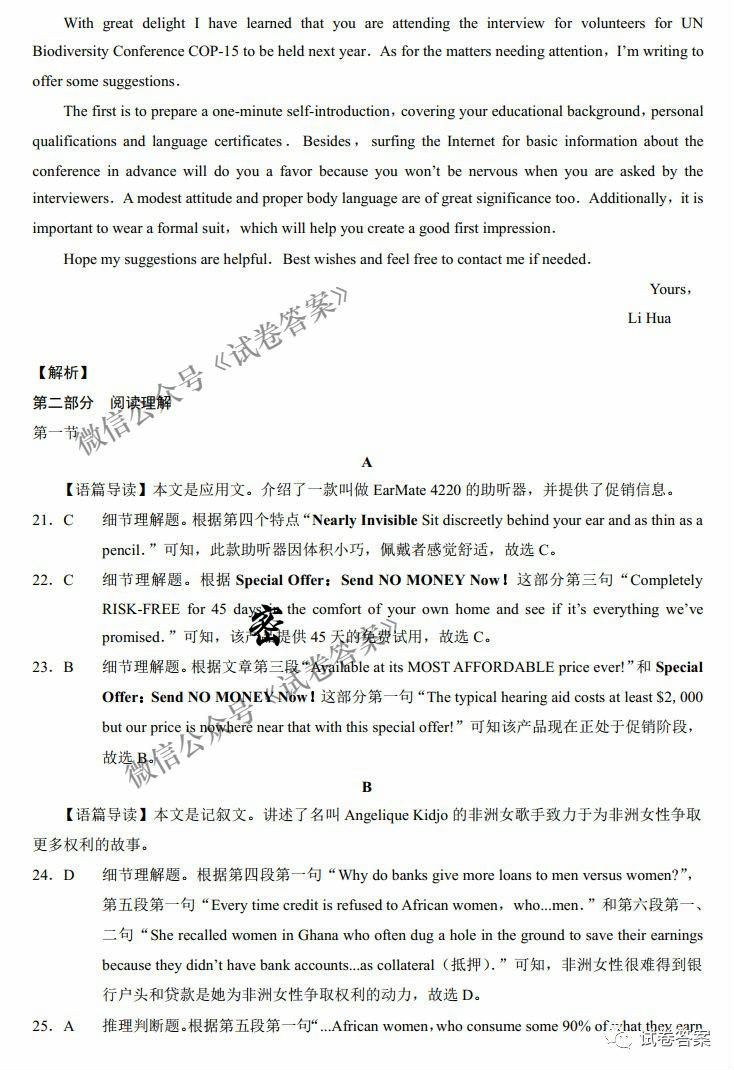 With great delight I have learned that you are attending the interview for volunteers for UN
Biodiversity Conference COP-15 to be held next year. As for the matters needing attention, I'm writing to
offer some suggestions.
The first is to prepare a one-minute self-introduction, covering your educational background, personal
qualifications and language certificates. Besides, surfing the Internet for basic information about the
conference in advance will do you a favor because you won't be nervous when you are asked by the
interviewers. A modest attitude and proper body language are of great significance too. Additionally, it is
important to wear a formal suit, which will help you create a good first impression.
Hope my suggestions are helpful. Best wishes and feel free to contact me if needed.
Yours,
Li Hua
微信公众号《试卷答案》
【解析】
第二部分 阅读理解
第一节
A
【语篇导读】本文是应用文。介绍了一款叫做 EarMate 4220 的助听器，并提供了促销信息。
21. C 细节理解题。根据第四个特点“Nearly Invisible Sit discreetly behind your ear and as thin as a
pencil.”可知，此款助听器因体积小巧，佩戴者感觉舒适，故选 C。
22. C 细节理解题。根据 Special Offer: Send NO MONEY Now! 这部分第三句“Completely
RISK-FREE for 45 days in the comfort of your own home and see if it's everything we've
promised.”可知，该产品提供 45 天的免费试用，故选 C。
密
23. B 细节理解题。根据文章第三段“Available at its MOST AFFORDABLE price ever!”和 Special
Offer: Send NO MONEY Now! 这部分第一句“The typical hearing aid costs at least $2, 000
but our price is nowhere near that with this special offer!”可知该产品现在正处于促销阶段，
故选 B。
微信公众号《试卷答案》
B
【语篇导读】本文是记叙文。讲述了名叫 Angelique Kidjo 的非洲女歌手致力于为非洲女性争取
更多权利的故事。
24. D 细节理解题。根据第四段第一句“Why do banks give more loans to men versus women?”，
第五段第一句“Every time credit is refused to African women, who...men.”和第六段第一、
二句“She recalled women in Ghana who often dug a hole in the ground to save their earnings
because they didn't have bank accounts...as collateral（抵押）.”可知，非洲女性很难得到银
行户头和贷款是她为非洲女性争取权利的动力，故选 D。
25. A 推理判断题。根据第五段第一句“...African women, who consume some 90% of what they earn
试卷答案